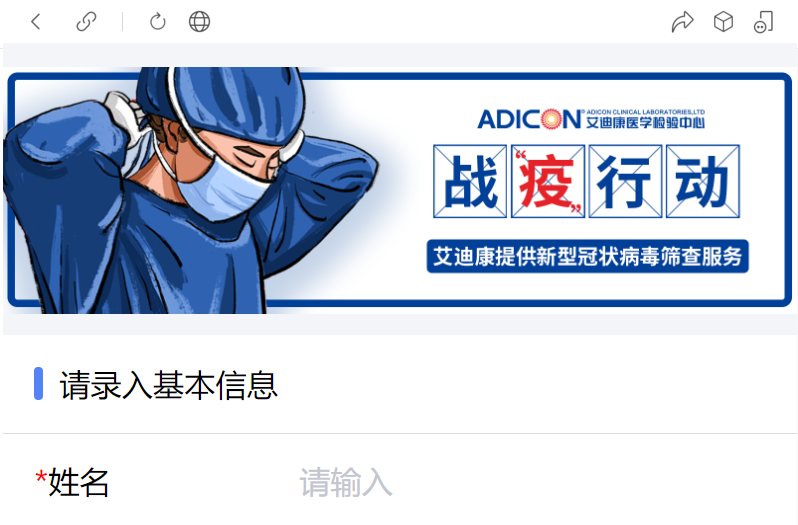 ADICON® ADICON CLINICAL LABORATORIES,LTD
艾迪康医学检验中心
战“疫”行动
艾迪康提供新型冠状病毒筛查服务
请录入基本信息
*姓名 请输入